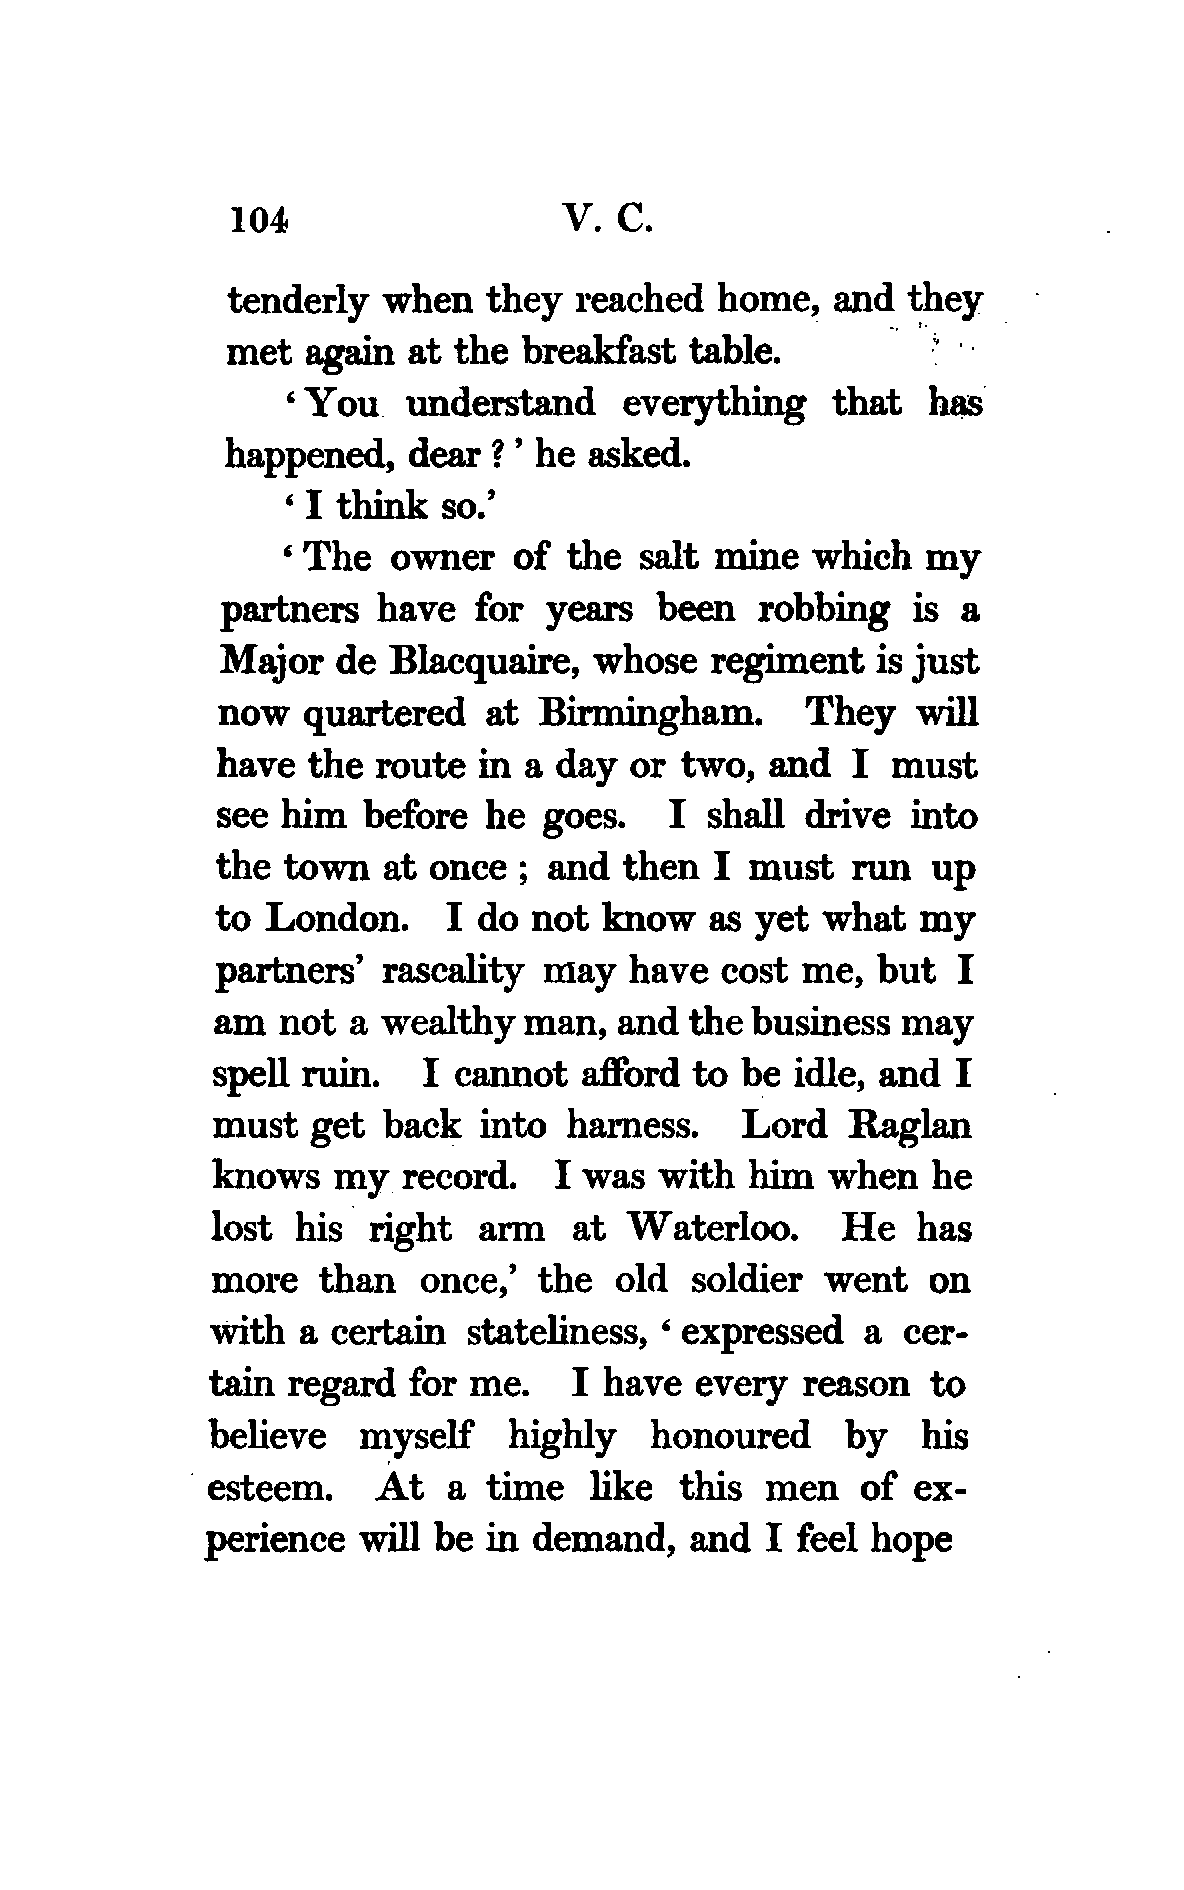 104 V. C.
tenderly when they reached home, and they
met again at the breakfast table.
‘ You understand everything that has
happened, dear ? ’ he asked.
‘ I think so.’
‘ The owner of the salt mine which my
partners have for years been robbing is a
Major de Blacquaire, whose regiment is just
now quartered at Birmingham. They will
have the route in a day or two, and I must
see him before he goes. I shall drive into
the town at once ; and then I must run up
to London. I do not know as yet what my
partners’ rascality may have cost me, but I
am not a wealthy man, and the business may
spell ruin. I cannot afford to be idle, and I
must get back into harness. Lord Raglan
knows my record. I was with him when he
lost his right arm at Waterloo. He has
more than once,’ the old soldier went on
with a certain stateliness, ‘ expressed a cer-
tain regard for me. I have every reason to
believe myself highly honoured by his
esteem. At a time like this men of ex-
perience will be in demand, and I feel hope